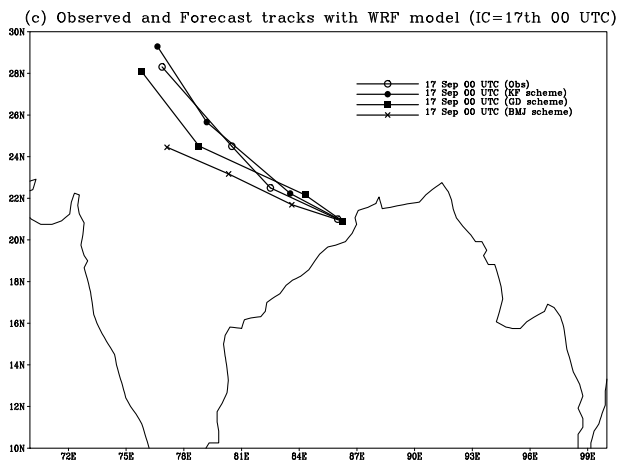 (c) Observed and Forecast tracks with WRF model (IC=17th 00 UTC)
30N
28N
26N
24N
22N
20N
18N
16N
14N
12N
10N
17 Sep 00 UTC (Obs)
17 Sep 00 UTC (KF scheme)
17 Sep 00 UTC (GD scheme)
17 Sep 00 UTC (BMJ scheme)
72E 75E 78E 81E 84E 87E 90E 93E 96E 99E